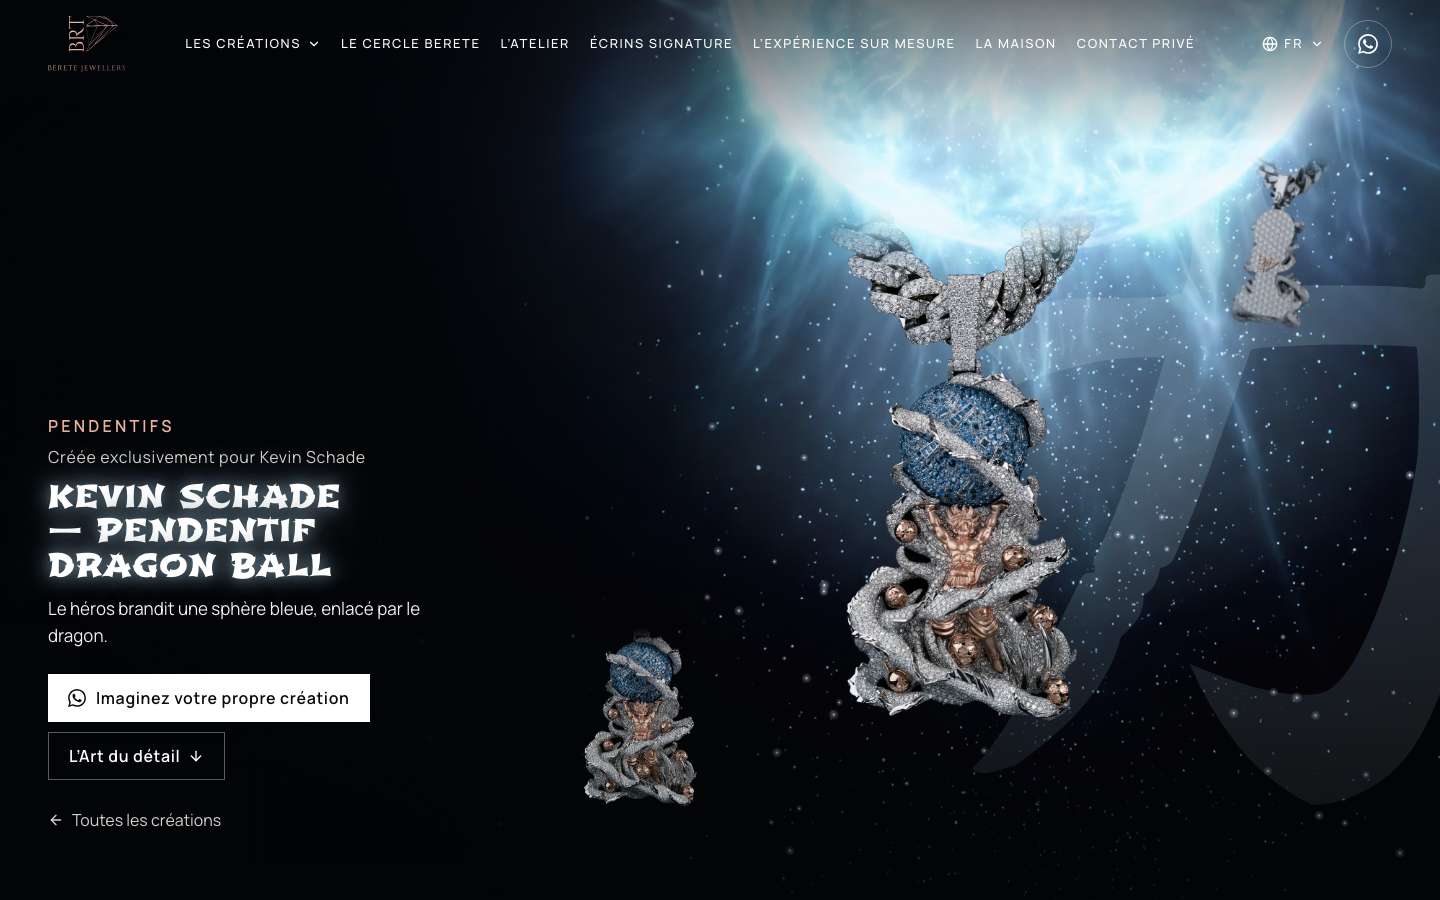 BRT
BERETE JEWELLERS
LES CRÉATIONS
LE CERCLE BERETE
L'ATELIER
ÉCRINS SIGNATURE
L'EXPÉRIENCE SUR MESURE
LA MAISON
CONTACT PRIVÉ
FR
PENDENTIFS
Créée exclusivement pour Kevin Schade
KEVIN SCHADE
— PENDENTIF
DRAGON BALL
Le héros brandit une sphère bleue, enlacé par le
dragon.
Imaginez votre propre création
L'Art du détail ↓
← Toutes les créations